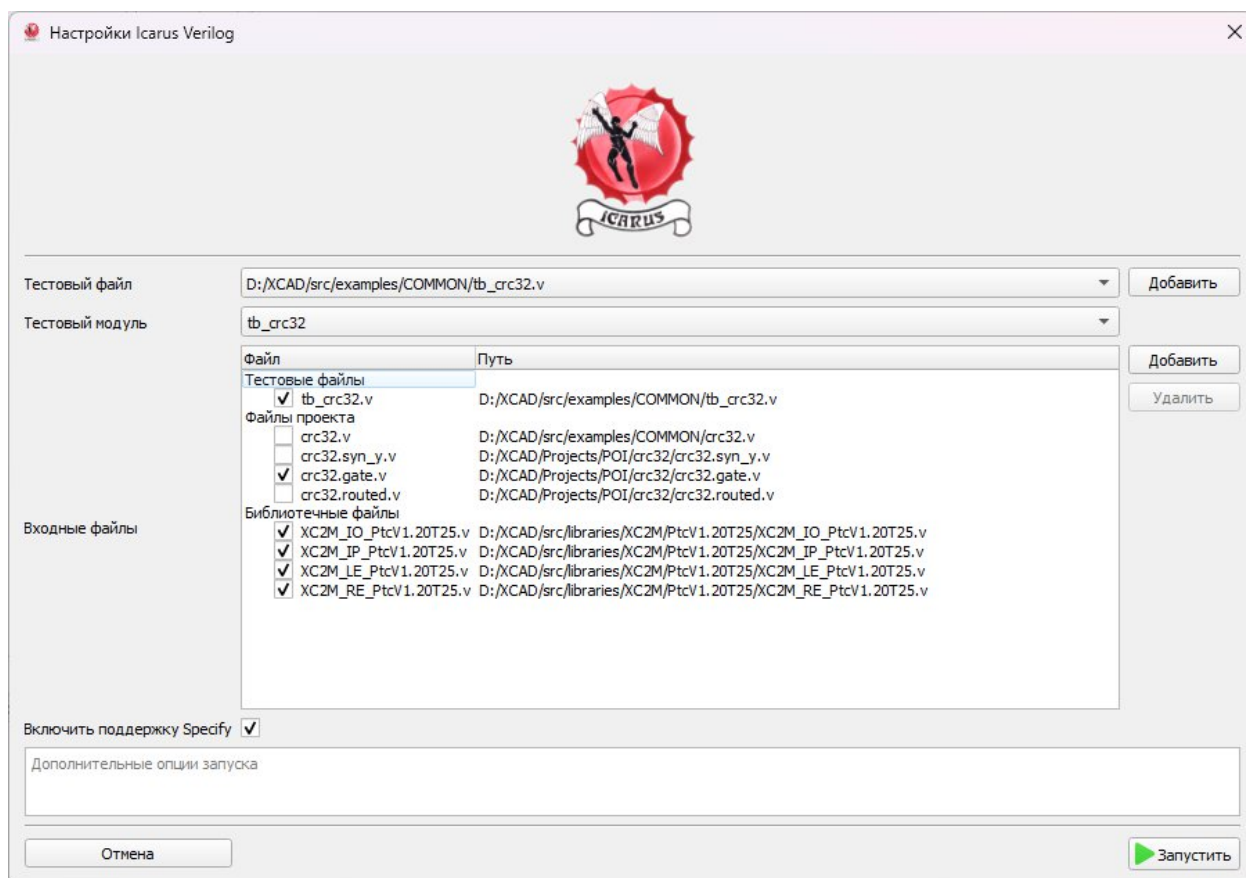 Настройки Icarus Verilog
ICARUS
Тестовый файл D:/XCAD/src/examples/COMMON/tb_crc32.v Добавить
Тестовый модуль tb_crc32
Файл Путь Добавить
Тестовые файлы
tb_crc32.v D:/XCAD/src/examples/COMMON/tb_crc32.v Удалить
Файлы проекта
crc32.v D:/XCAD/src/examples/COMMON/crc32.v
crc32.syn_y.v D:/XCAD/Projects/POI/crc32/crc32.syn_y.v
crc32.gate.v D:/XCAD/Projects/POI/crc32/crc32.gate.v
crc32.routed.v D:/XCAD/Projects/POI/crc32/crc32.routed.v
Библиотечные файлы
Входные файлы XC2M_IO_PtcV1.20T25.v D:/XCAD/src/libraries/XC2M/PtcV1.20T25/XC2M_IO_PtcV1.20T25.v
XC2M_IP_PtcV1.20T25.v D:/XCAD/src/libraries/XC2M/PtcV1.20T25/XC2M_IP_PtcV1.20T25.v
XC2M_LE_PtcV1.20T25.v D:/XCAD/src/libraries/XC2M/PtcV1.20T25/XC2M_LE_PtcV1.20T25.v
XC2M_RE_PtcV1.20T25.v D:/XCAD/src/libraries/XC2M/PtcV1.20T25/XC2M_RE_PtcV1.20T25.v
Включить поддержку Specify
Дополнительные опции запуска
Отмена Запустить